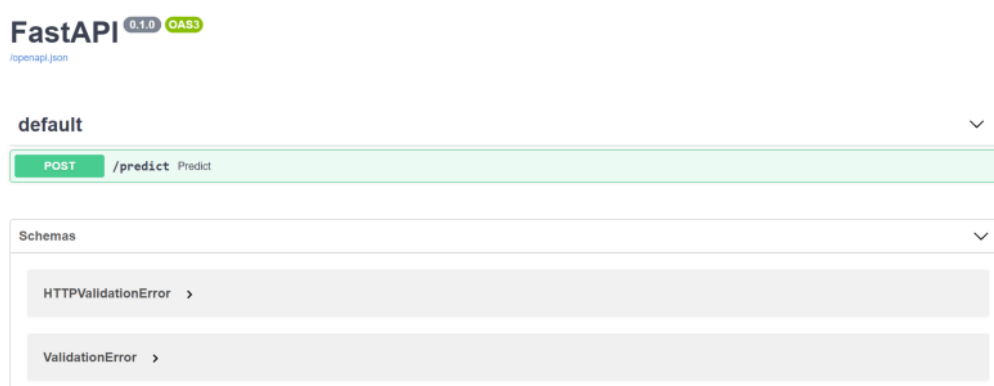 FastAPI 0.1.0 OAS3
/openapi.json
default
POST /predict Predict
Schemas
HTTPValidationError
ValidationError